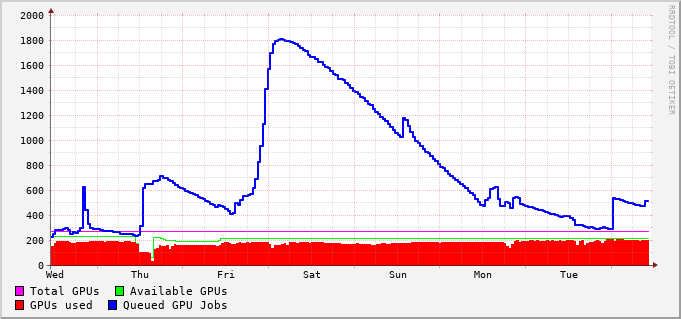 2000
1800
1600
1400
1200
1000
800
600
400
200
0
Wed Thu Fri Sat Sun Mon Tue
Total GPUs Available GPUs
GPUs used Queued GPU Jobs
RRDTOOL / TOBI OETIKER